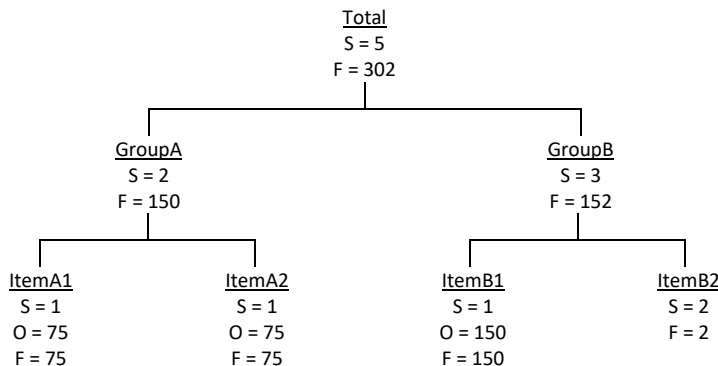 Total
S = 5
F = 302
GroupA
S = 2
F = 150
GroupB
S = 3
F = 152
ItemA1
S = 1
O = 75
F = 75
ItemA2
S = 1
O = 75
F = 75
ItemB1
S = 1
O = 150
F = 150
ItemB2
S = 2
F = 2